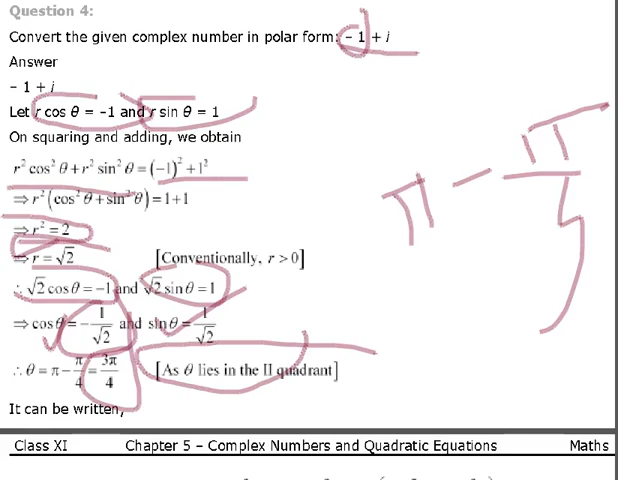 Question 4:
Convert the given complex number in polar form: – 1 + i
Answer
– 1 + i
Let r cos θ = –1 and r sin θ = 1
On squaring and adding, we obtain
r² cos² θ + r² sin² θ = (−1)² + 1²
⇒ r² (cos² θ + sin² θ) = 1 + 1
⇒ r² = 2
⇒ r = √2 [Conventionally, r > 0]
∴ √2 cos θ = −1 and √2 sin θ = 1
⇒ cos θ = −1/√2 and sin θ = 1/√2
∴ θ = π − π/4 = 3π/4 [As θ lies in the II quadrant]
It can be written,
π − π
Class XI Chapter 5 – Complex Numbers and Quadratic Equations Maths